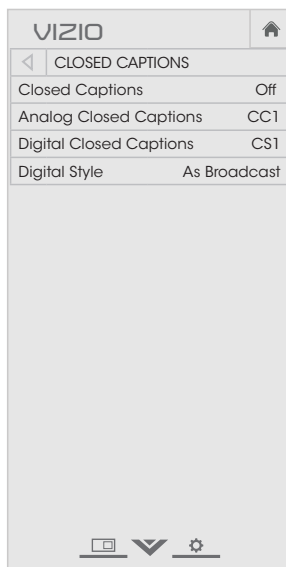 VIZIO
CLOSED CAPTIONS
Closed Captions Off
Analog Closed Captions CC1
Digital Closed Captions CS1
Digital Style As Broadcast